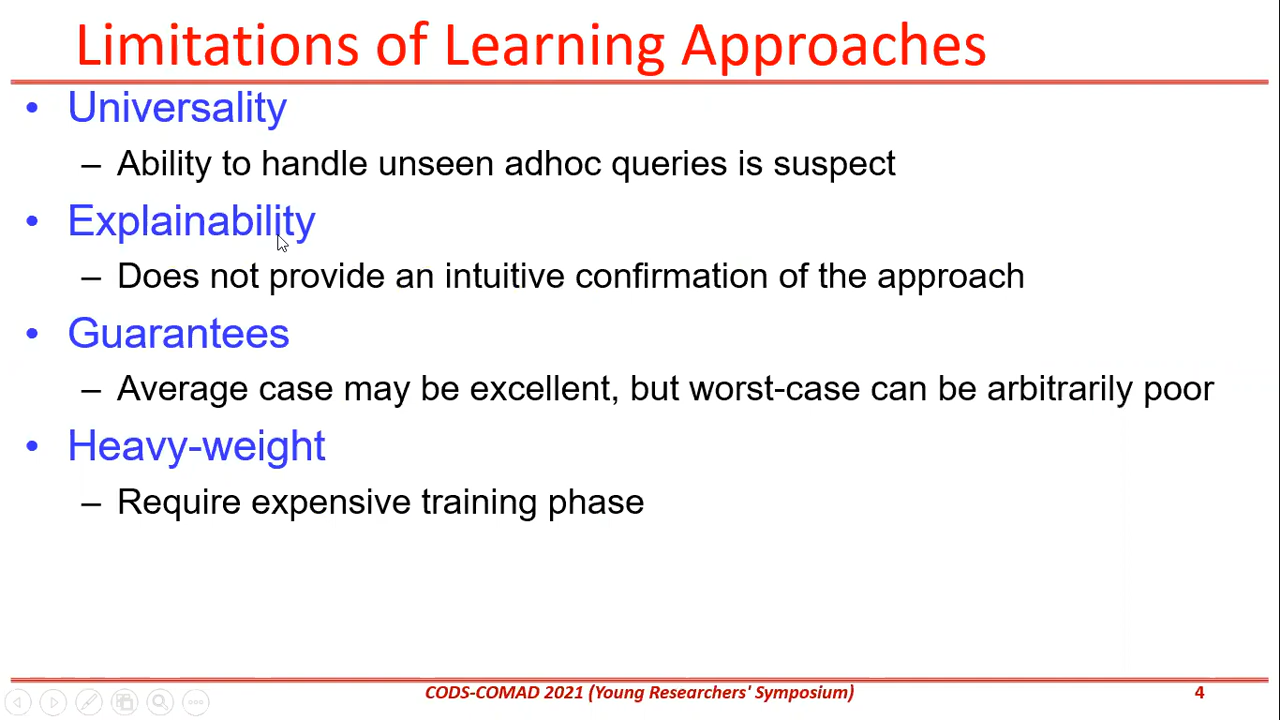 Limitations of Learning Approaches
• Universality
– Ability to handle unseen adhoc queries is suspect
• Explainability
– Does not provide an intuitive confirmation of the approach
• Guarantees
– Average case may be excellent, but worst-case can be arbitrarily poor
• Heavy-weight
– Require expensive training phase
CODS-COMAD 2021 (Young Researchers' Symposium) 4